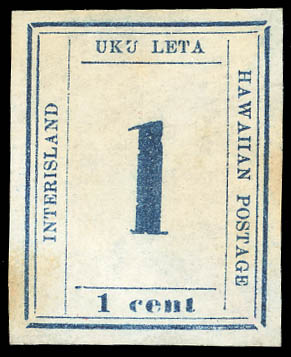 UKU LETA
INTERISLAND
1
HAWAIIAN POSTAGE
1 cent